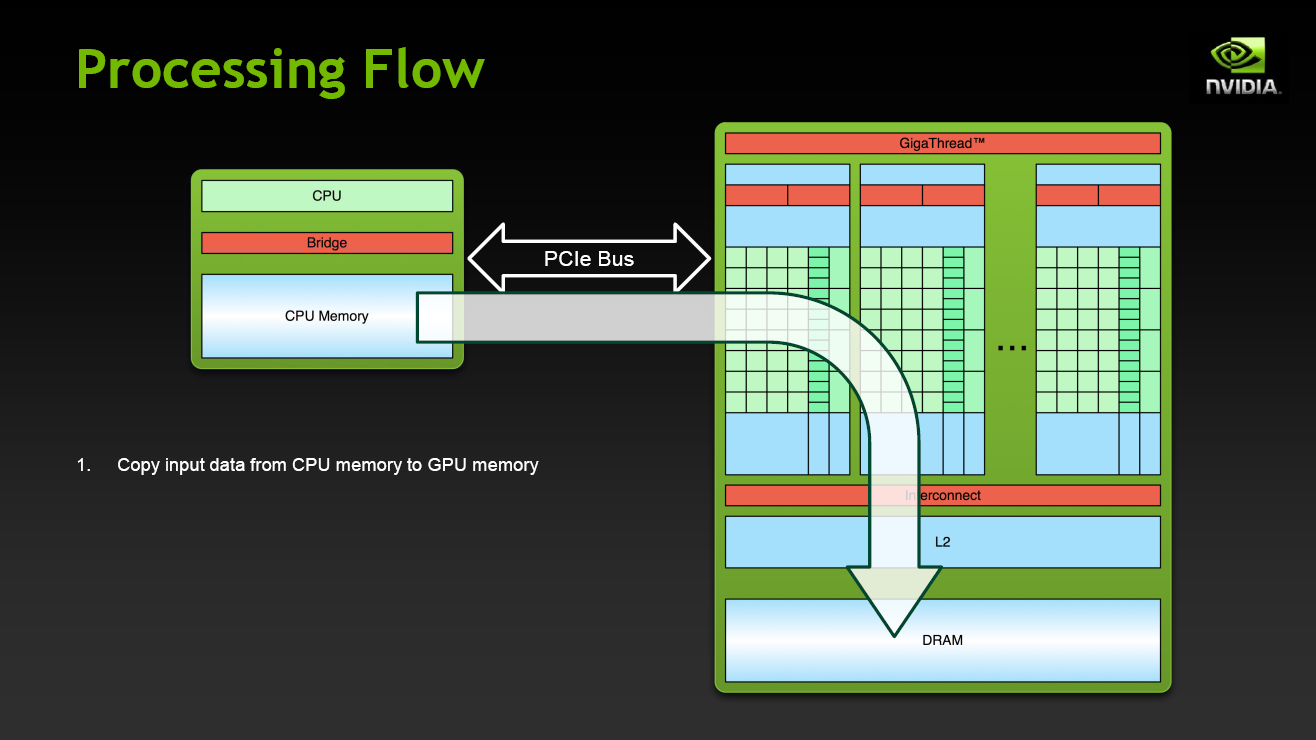 Processing Flow
NVIDIA.
GigaThread™
CPU
Bridge
PCIe Bus
CPU Memory
...
1. Copy input data from CPU memory to GPU memory
Interconnect
L2
DRAM